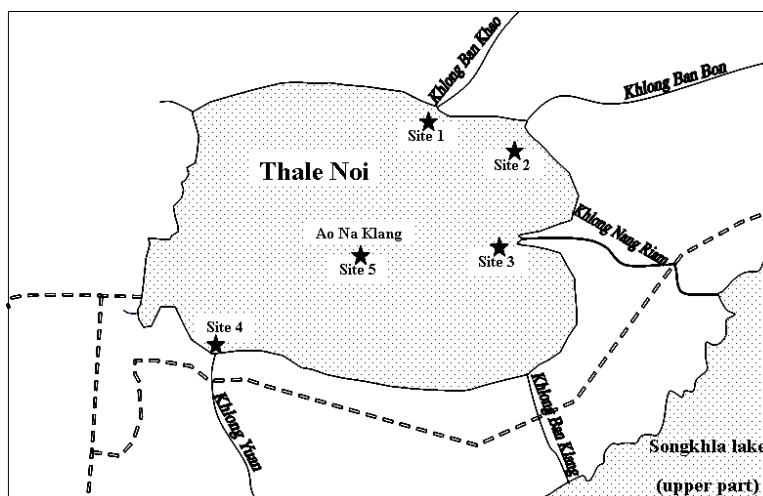 Khlong Ban Khao
Khlong Ban Bon
Site 1
Site 2
Thale Noi
Khlong Nang Riam
Ao Na Klang
Site 5
Site 3
Site 4
Khlong Yuan
Khlong Ban Klang
Songkhla lake
(upper part)